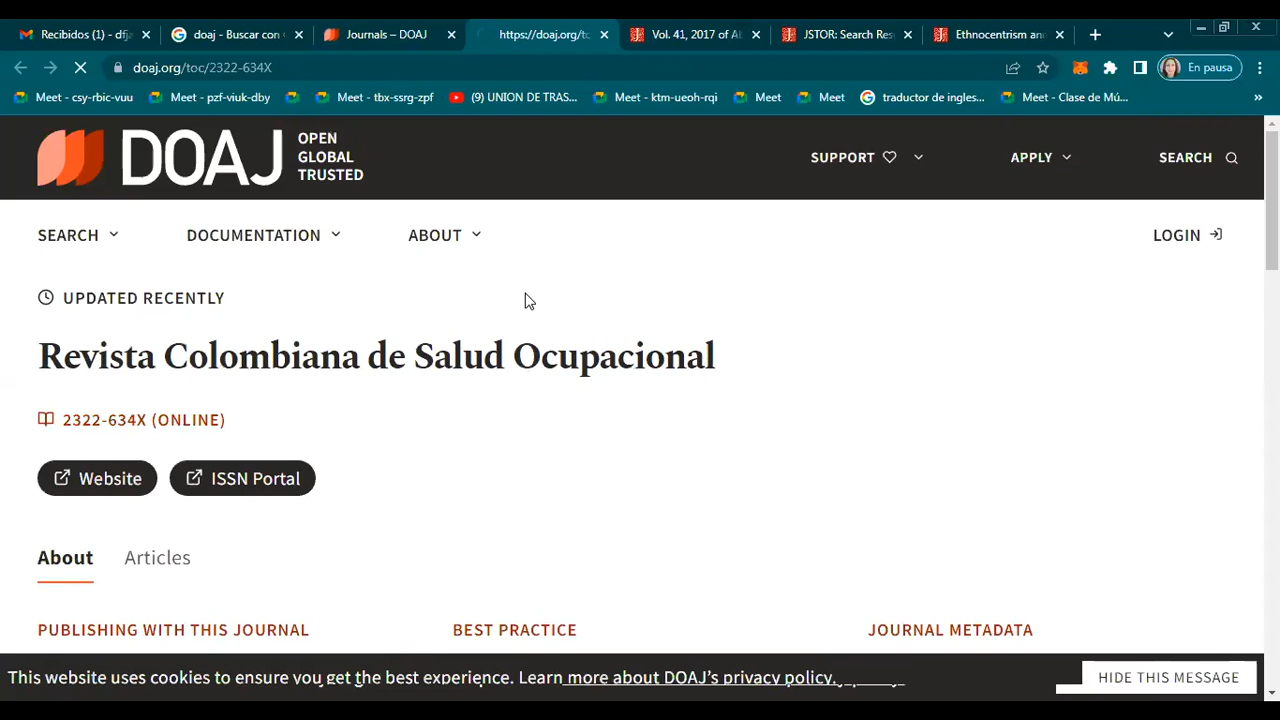 Recibidos (1) - dfja
doaj - Buscar con
Journals – DOAJ
https://doaj.org/to
Vol. 41, 2017 of A
JSTOR: Search Res
Ethnocentrism an
doaj.org/toc/2322-634X
En pausa
Meet - csy-rbic-vuu
Meet - pzf-viuk-dby
Meet - tbx-ssrg-pzf
(9) UNION DE TRAS...
Meet - ktm-ueoh-rqi
Meet
Meet
traductor de ingles...
Meet - Clase de Mú...
DOAJ
OPEN
GLOBAL
TRUSTED
SUPPORT
APPLY
SEARCH
SEARCH
DOCUMENTATION
ABOUT
LOGIN
UPDATED RECENTLY
Revista Colombiana de Salud Ocupacional
2322-634X (ONLINE)
Website
ISSN Portal
About
Articles
PUBLISHING WITH THIS JOURNAL
BEST PRACTICE
JOURNAL METADATA
This website uses cookies to ensure you get the best experience. Learn more about DOAJ's privacy policy.
HIDE THIS MESSAGE